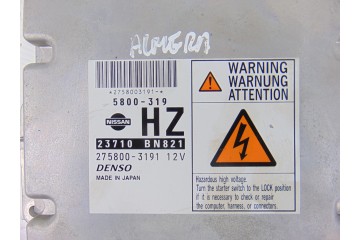 ALMERA
*2758003191-*
5800-319
NISSAN
HZ
23710 BN821
275800-3191 12V
DENSO
MADE IN JAPAN
WARNING
WARNUNG
ATTENTION
Hazardous high voltage.
Turn the starter switch to the LOCK position
if it is necessary to check or repair
the computer, harness, or connectors.